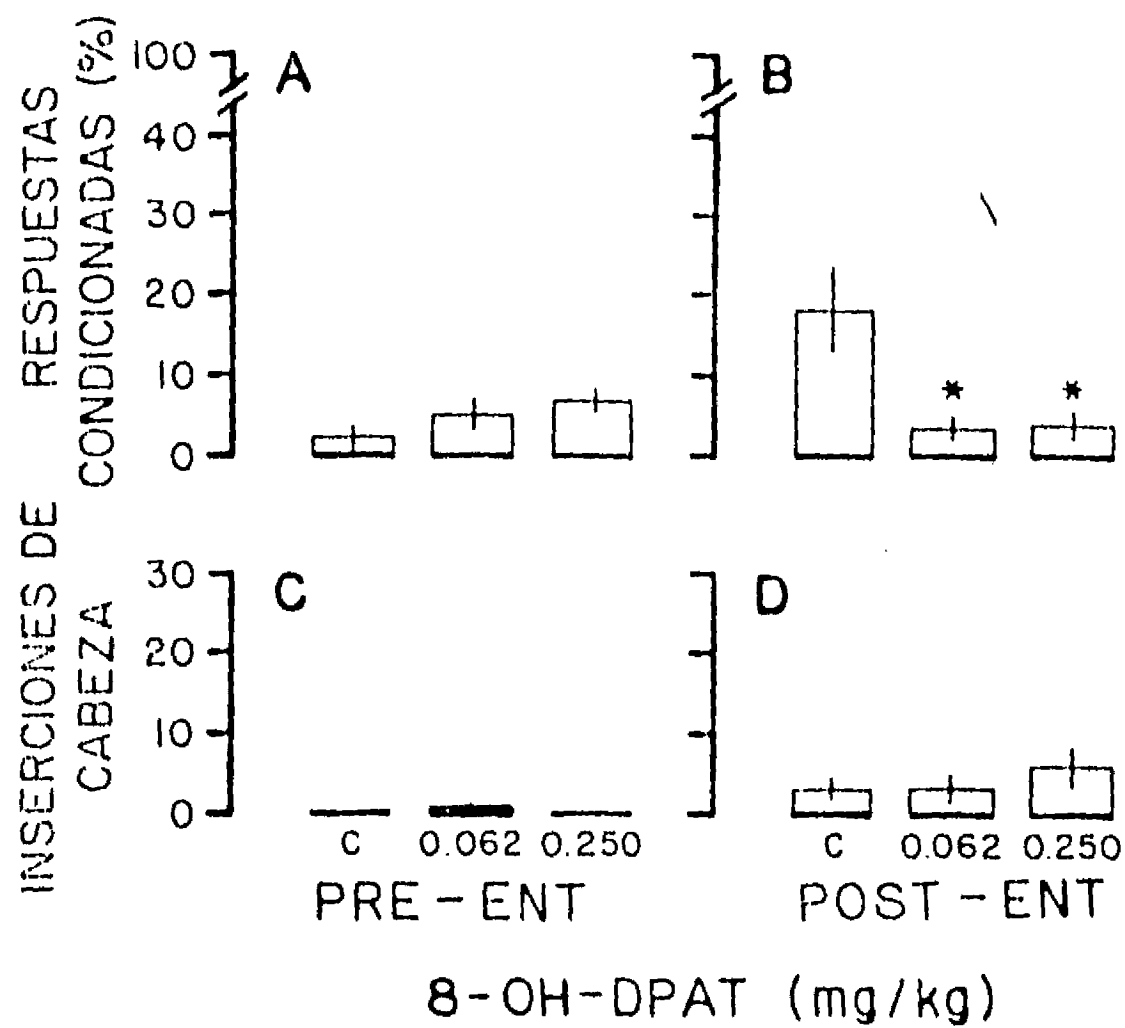 RESPUESTAS
CONDICIONADAS (%)
100
40
30
20
10
0
A
B
*
*
INSERCIONES DE
CABEZA
30
20
10
0
C
D
C 0.062 0.250
C 0.062 0.250
PRE-ENT
POST-ENT
8-OH-DPAT (mg/kg)